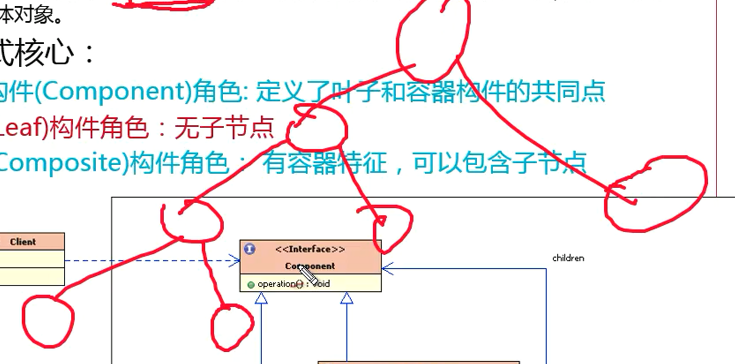 体对象。
式核心：
构件(Component)角色: 定义了叶子和容器构件的共同点
Leaf)构件角色：无子节点
Composite)构件角色： 有容器特征，可以包含子节点
Client
<<Interface>>
Component
children
operation() : void